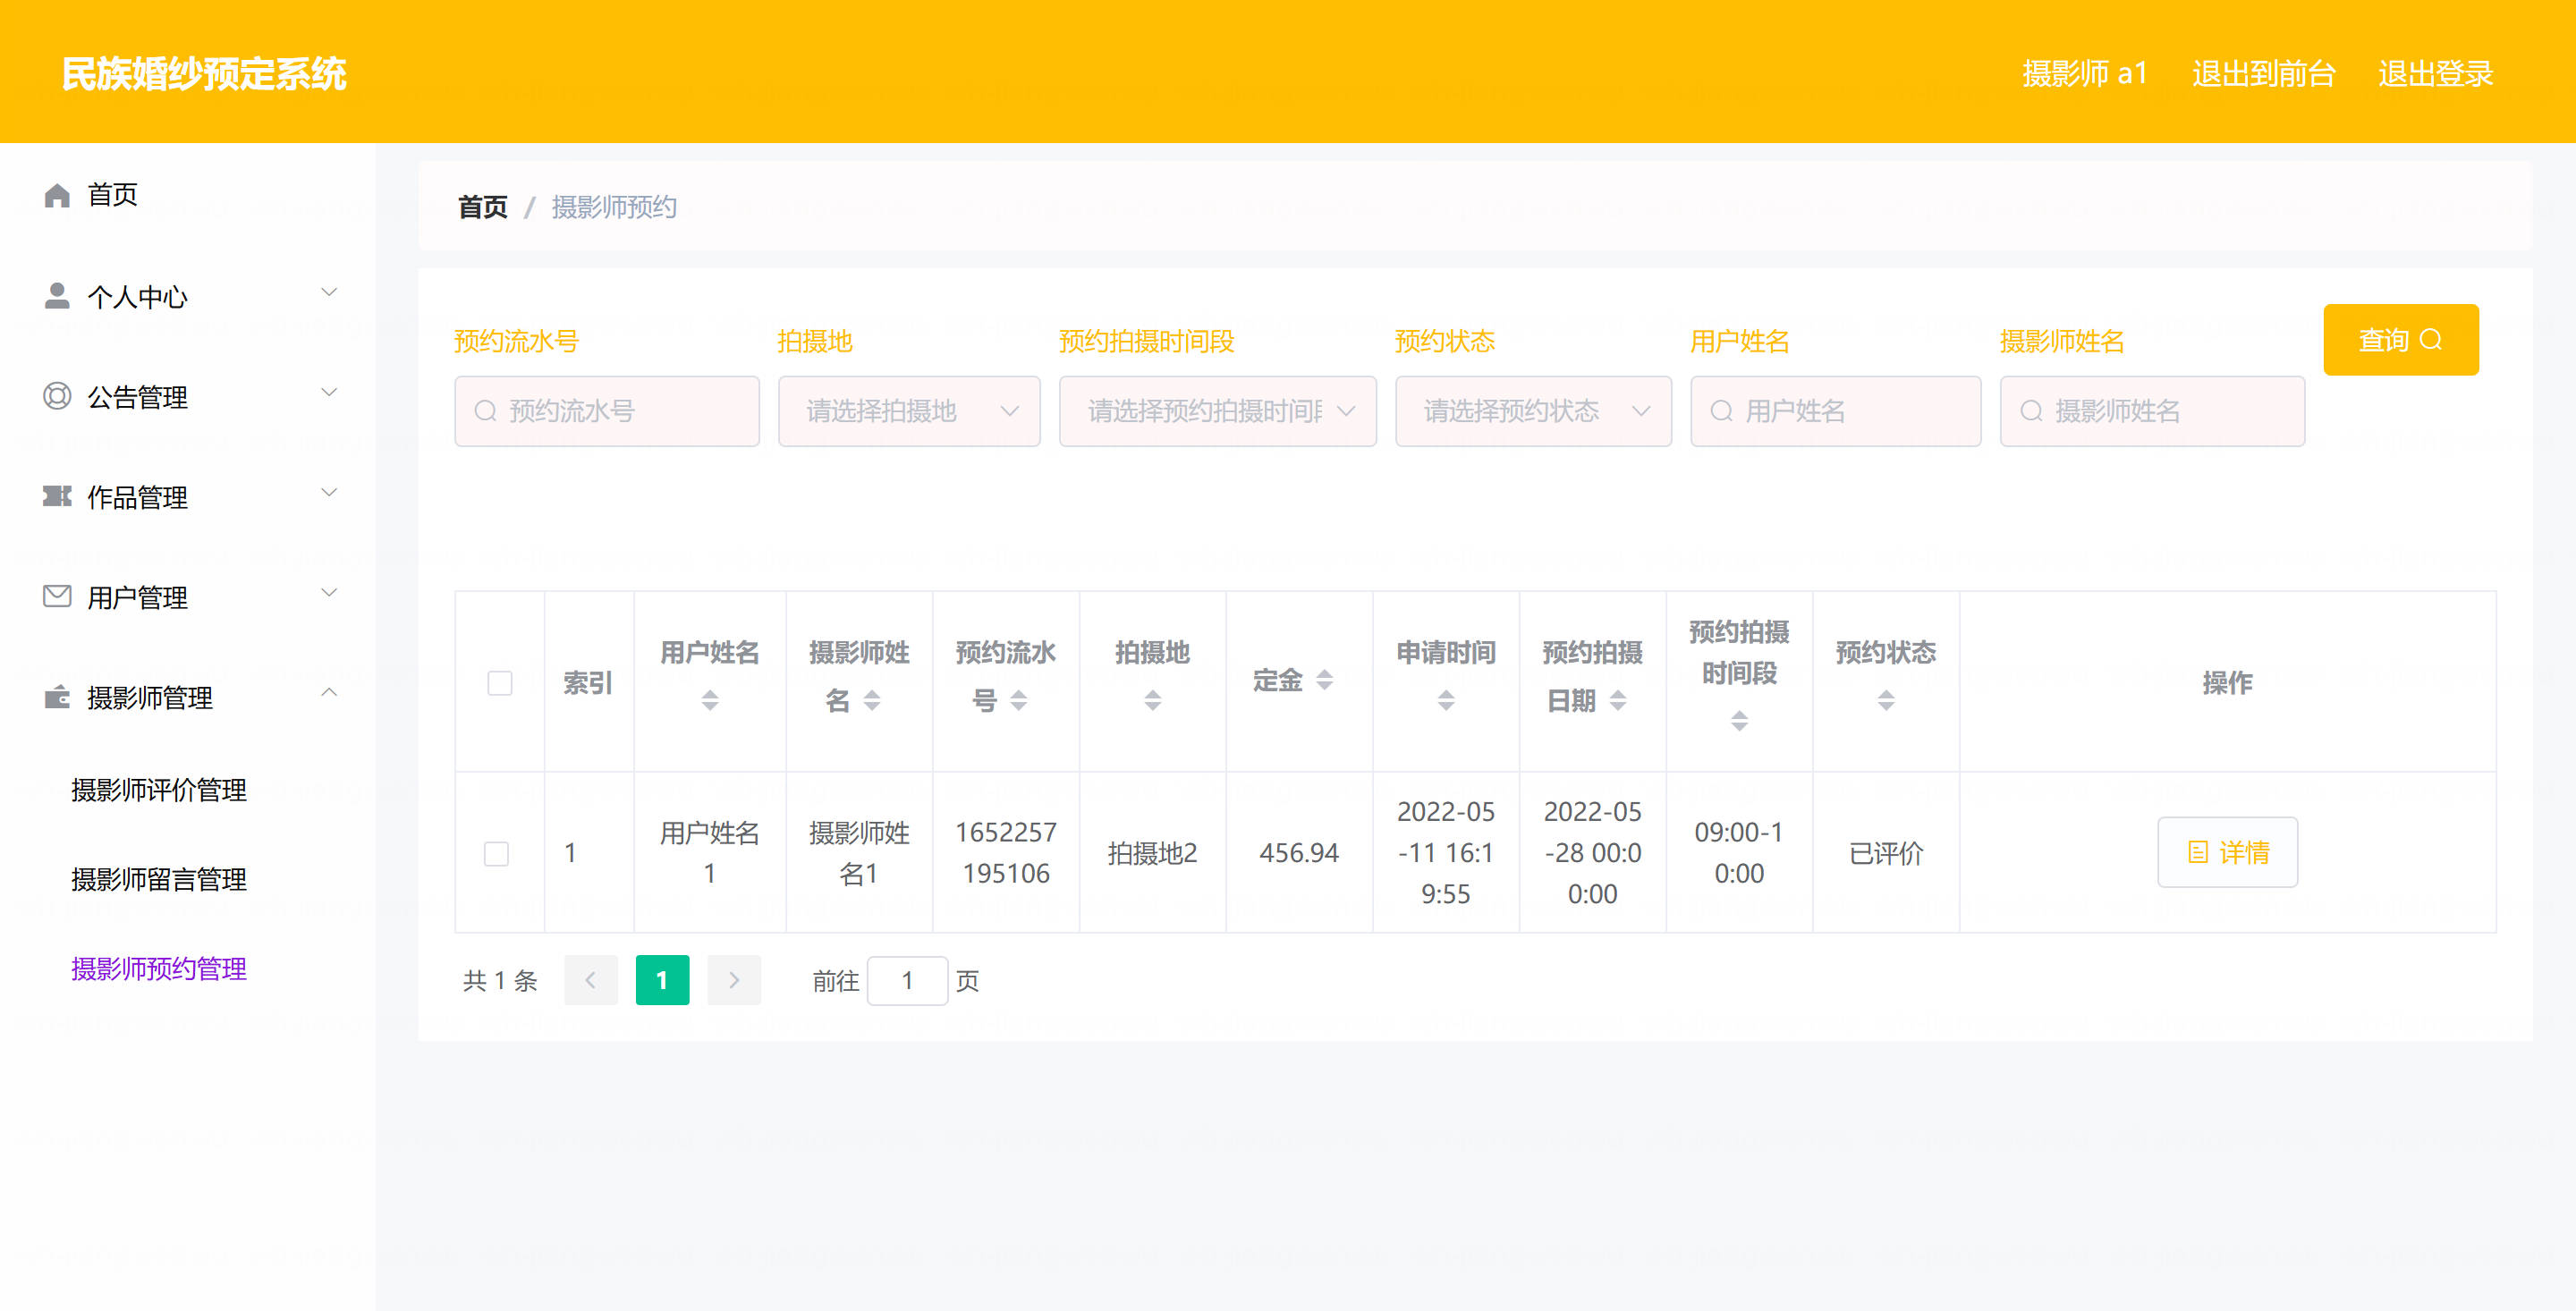 民族婚纱预定系统
摄影师 a1 退出到前台 退出登录
首页
个人中心
公告管理
作品管理
用户管理
摄影师管理
摄影师评价管理
摄影师留言管理
摄影师预约管理
首页 / 摄影师预约
预约流水号 拍摄地 预约拍摄时间段 预约状态 用户姓名 摄影师姓名
预约流水号 请选择拍摄地 请选择预约拍摄时间 请选择预约状态 用户姓名 摄影师姓名
查询
索引
用户姓名
摄影师姓
名
预约流水
号
拍摄地
定金
申请时间
预约拍摄
日期
预约拍摄
时间段
预约状态
操作
1
用户姓名
1
摄影师姓
名1
1652257
195106
拍摄地2
456.94
2022-05
-11 16:1
9:55
2022-05
-28 00:0
0:00
09:00-1
0:00
已评价
详情
共 1 条 1 前往 1 页